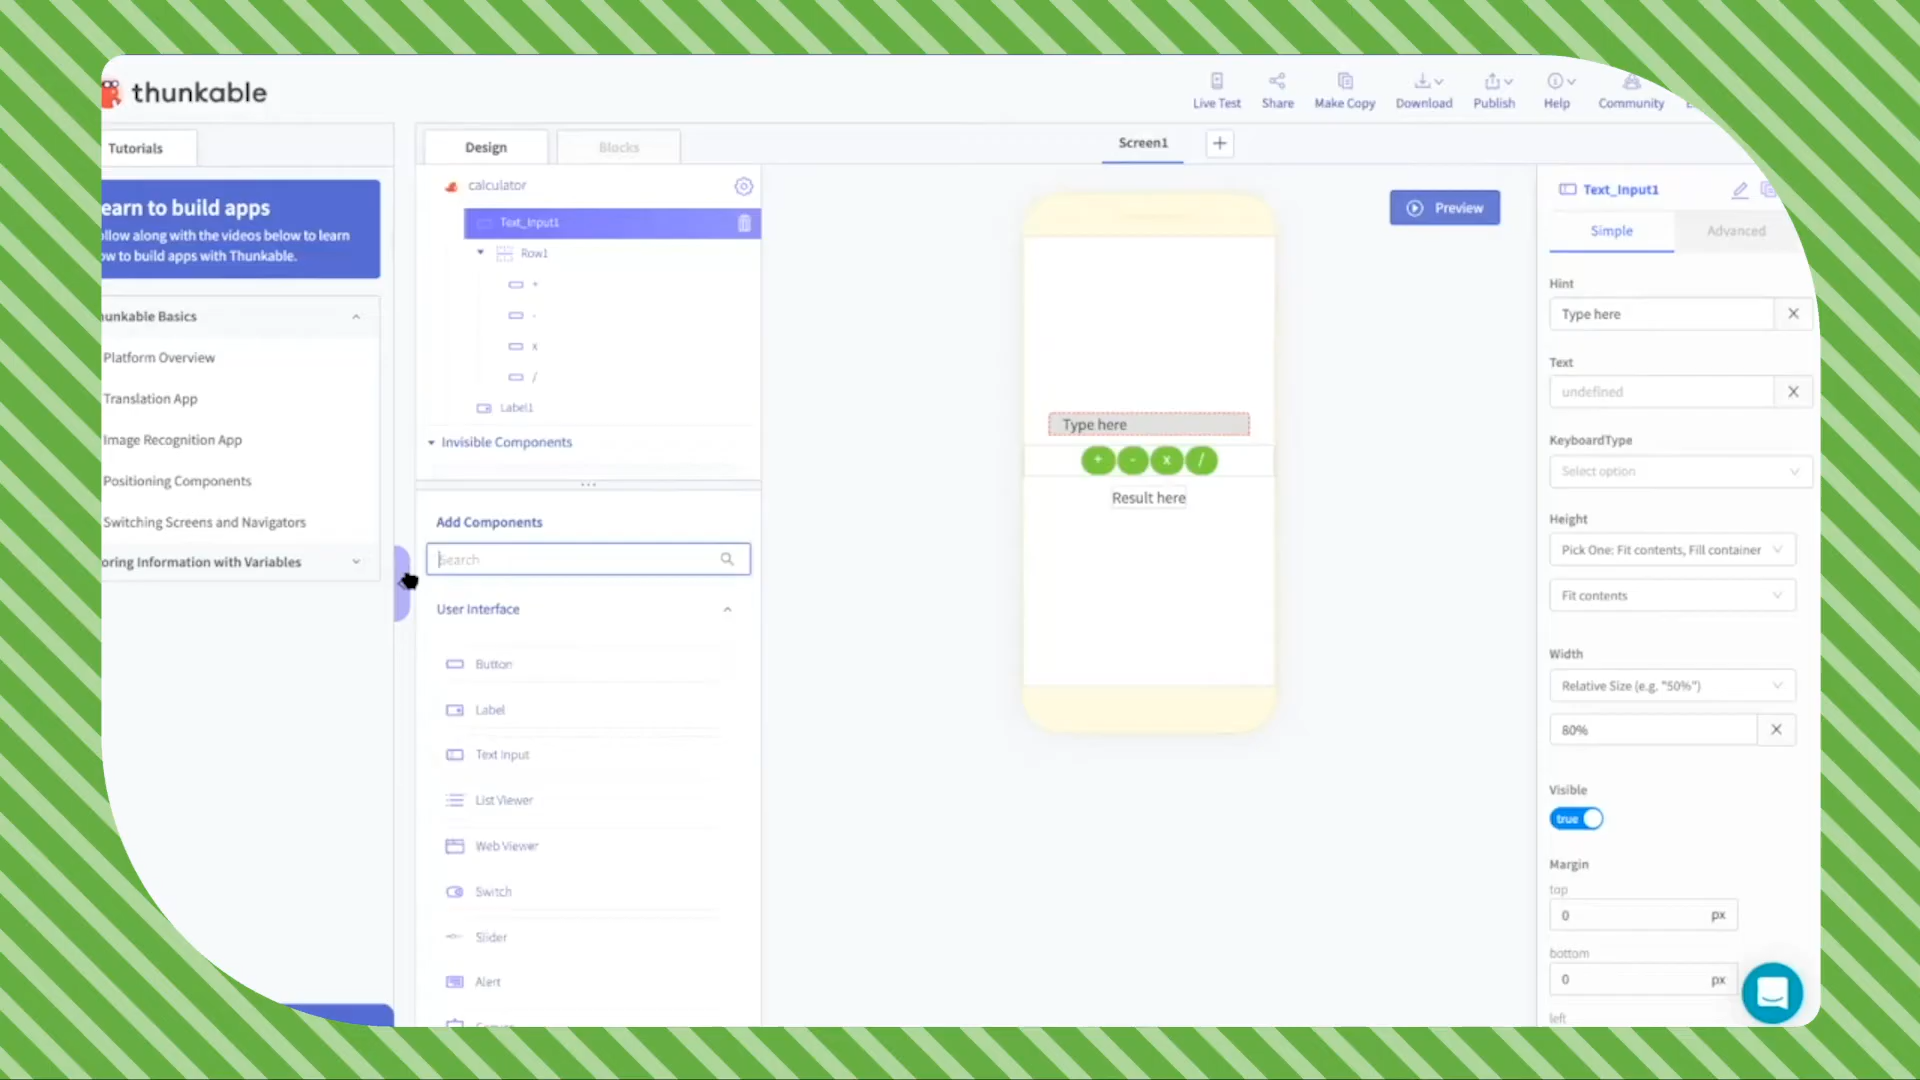 thunkable
Live Test
Share
Make Copy
Download
Publish
Help
Community
Tutorials
Design
Blocks
Screen1
+
earn to build apps
ollow along with the videos below to learn
ow to build apps with Thunkable.
unkable Basics
Platform Overview
Translation App
Image Recognition App
Positioning Components
Switching Screens and Navigators
oring Information with Variables
calculator
Text_Input1
Row1
+
-
x
/
Label1
Invisible Components
Add Components
Search
User Interface
Button
Label
Text Input
List Viewer
Web Viewer
Switch
Slider
Alert
Preview
Type here
+ - x /
Result here
Text_Input1
Simple
Advanced
Hint
Type here
Text
undefined
KeyboardType
Select option
Height
Pick One: Fit contents, Fill container
Fit contents
Width
Relative Size (e.g. "50%")
80%
Visible
true
Margin
top
0 px
bottom
0 px
left